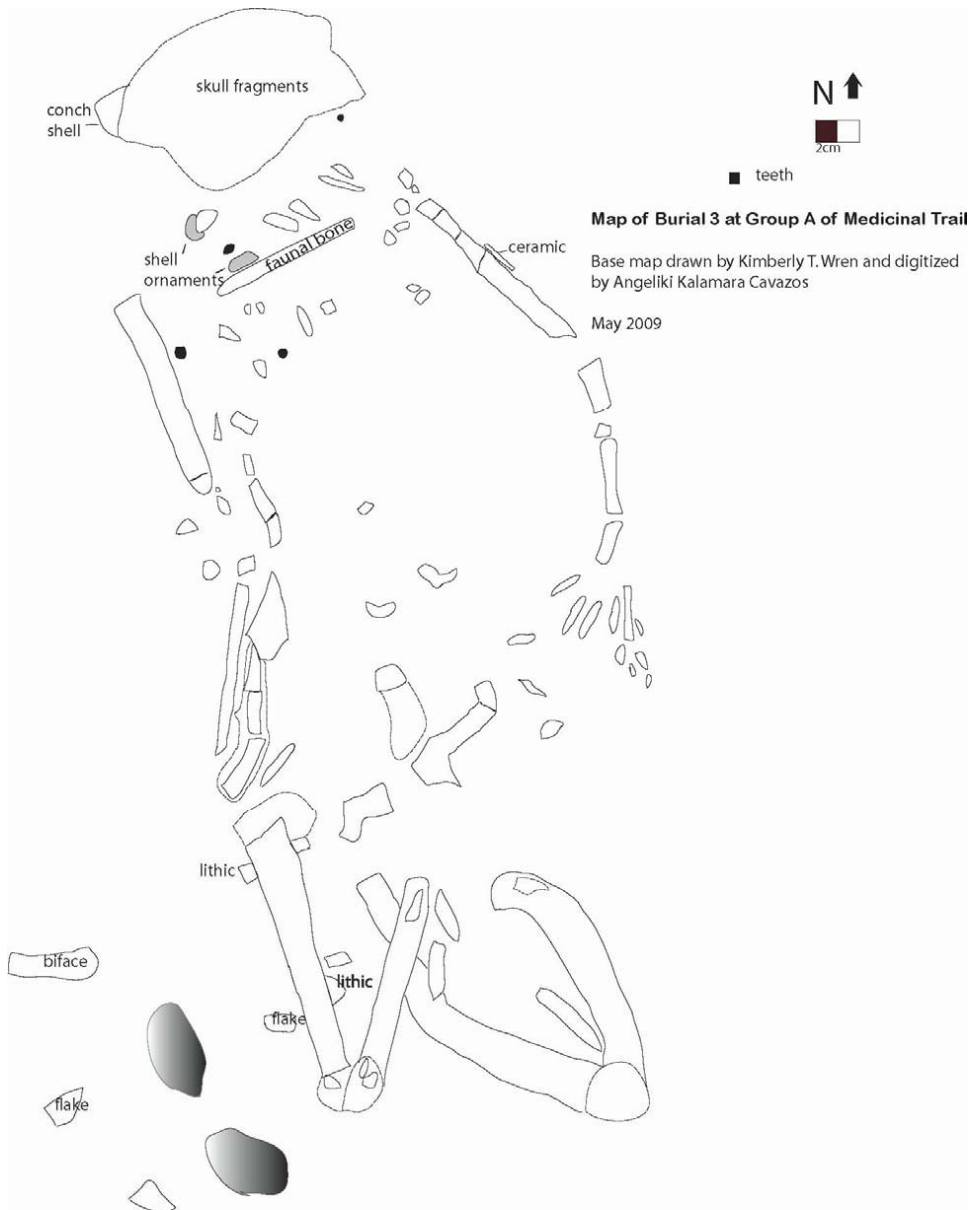 skull fragments
conch
shell
N
2cm
teeth
Map of Burial 3 at Group A of Medicinal Trail
Base map drawn by Kimberly T. Wren and digitized
by Angeliki Kalamara Cavazos
May 2009
shell
ornaments
faunal bone
ceramic
lithic
biface
lithic
flake
flake